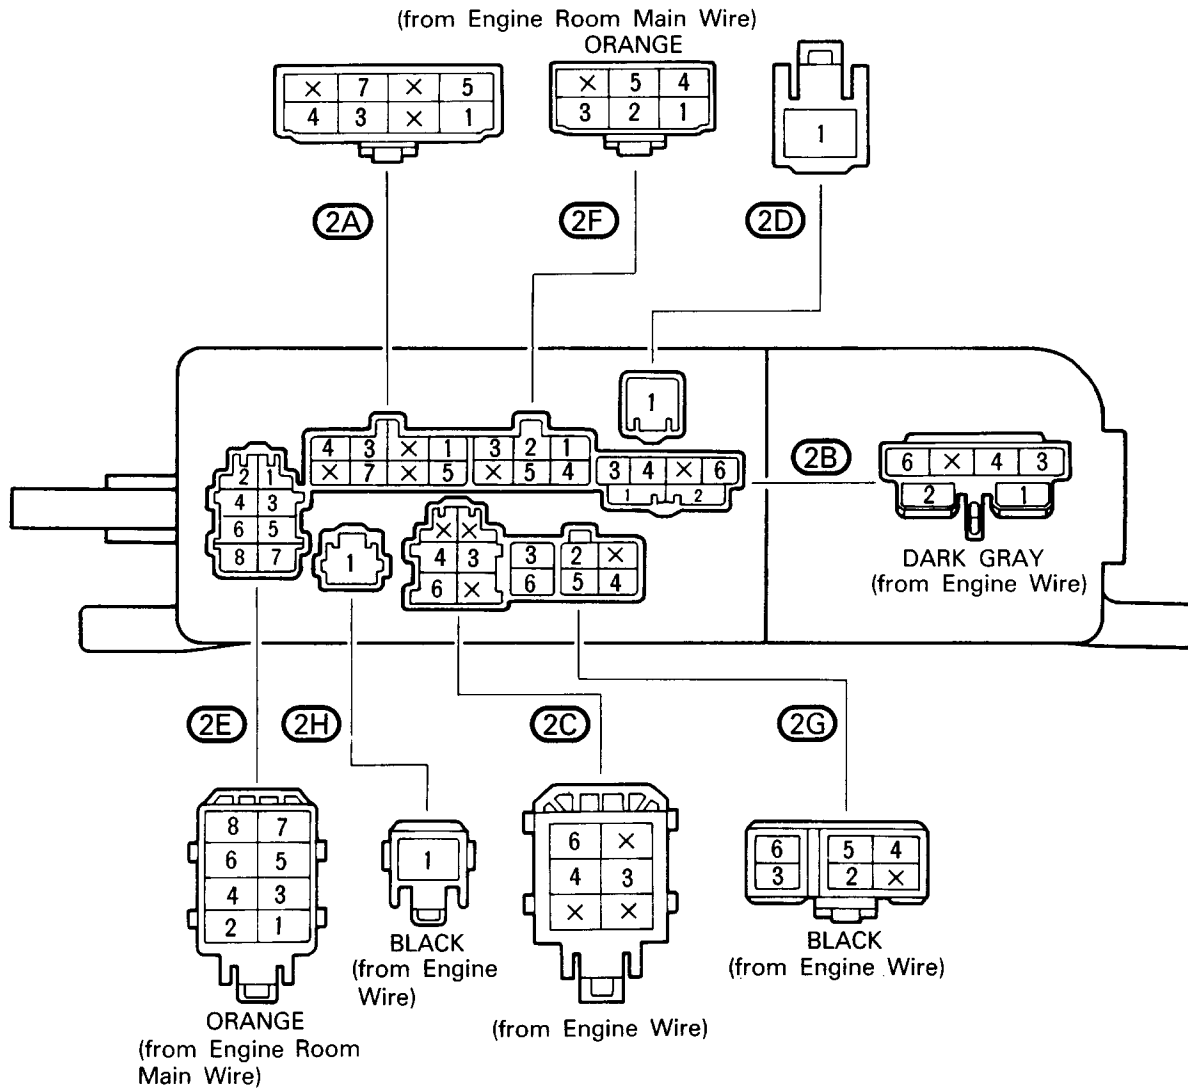 (from Engine Room Main Wire)
ORANGE
X 7 X 5
4 3 X 1
X 5 4
3 2 1
1
2A
2F
2D
1
4 3 X 1
X 7 X 5
3 2 1
X 5 4
3 4 X 6
1 2
2B
6 X 4 3
2 1
DARK GRAY
(from Engine Wire)
2 1
4 3
6 5
8 7
1
X X
4 3
6 X
3 2 X
6 5 4
2E
2H
2C
2G
8 7
6 5
4 3
2 1
ORANGE
(from Engine Room
Main Wire)
1
BLACK
(from Engine
Wire)
6 X
4 3
X X
(from Engine Wire)
6 5 4
3 2 X
BLACK
(from Engine Wire)